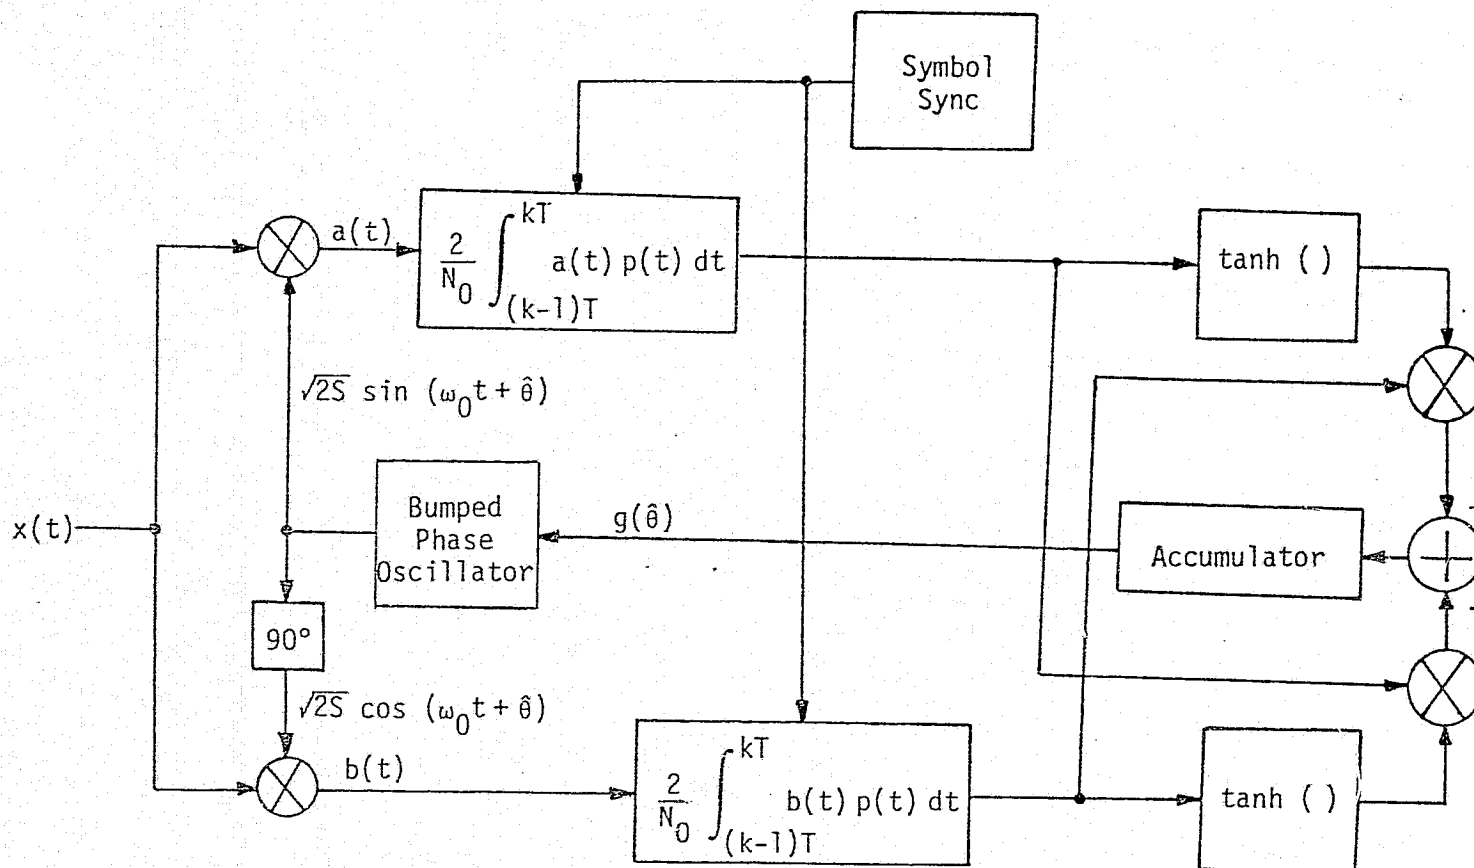 Symbol
Sync
a(t)
2/N₀ ∫_{(k-1)T}^{kT} a(t) p(t) dt
tanh ( )
√2S sin (ω₀t + θ̂)
x(t)
Bumped
Phase
Oscillator
g(θ̂)
Accumulator
90°
√2S cos (ω₀t + θ̂)
b(t)
2/N₀ ∫_{(k-1)T}^{kT} b(t) p(t) dt
tanh ( )